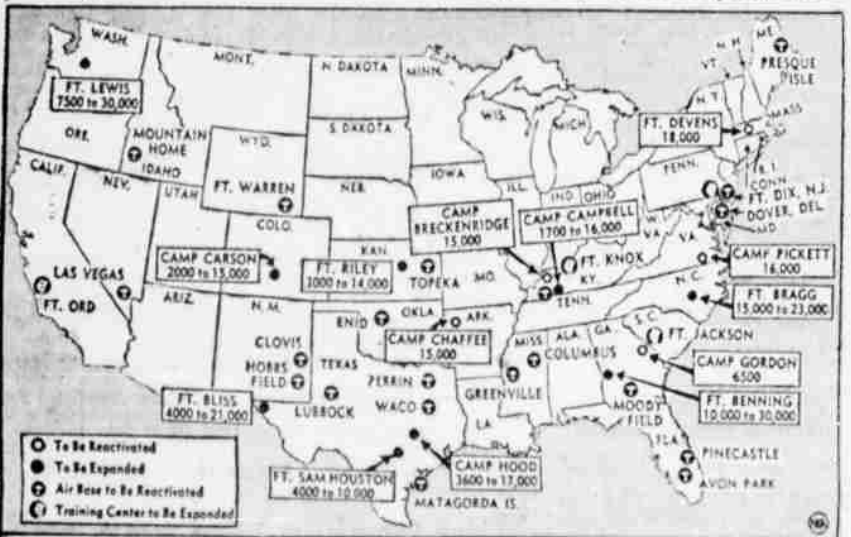 WASH.
MONT.
N. DAKOTA
MINN.
ME.
N. H.
VT.
PRESQUE
ISLE
FT. LEWIS
7500 to 30,000
N.Y.
MASS
FT. DEVENS
18,000
ORE.
MOUNTAIN
HOME
IDAHO
S. DAKOTA
WIS.
MICH.
WYO.
R. I.
CONN
CALIF.
NEV.
UTAH
FT. WARREN
NEB.
IOWA
ILL.
IND.
OHIO
PENN.
FT. DIX, N.J.
DOVER, DEL.
MD.
COLO.
CAMP
BRECKENRIDGE
15,000
CAMP CAMPBELL
1700 to 16,000
W.
VA.
VA.
CAMP CARSON
2000 to 15,000
KAN.
FT. RILEY
3000 to 14,000
TOPEKA
MO.
FT. KNOX
KY.
CAMP PICKETT
16,000
LAS VEGAS
FT. ORD
ARIZ.
N. M.
OKLA.
ENID
ARK.
TENN.
N. C.
FT. BRAGG
15,000 to 23,000
CAMP CHAFFEE
15,000
CLOVIS
HOBBS
FIELD
TEXAS
MISS.
ALA.
GA.
S. C.
FT. JACKSON
COLUMBUS
CAMP GORDON
6500
FT. BLISS
4000 to 21,000
PERRIN
WACO
LUBBOCK
GREENVILLE
FT. BENNING
10,000 to 30,000
LA.
MOODY
FIELD
FLA.
PINECASTLE
AVON PARK
FT. SAM HOUSTON
4000 to 10,000
CAMP HOOD
3600 to 17,000
MATAGORDA IS.
To Be Reactivated
To Be Expanded
Air Base to Be Reactivated
Training Center to Be Expanded
NEA